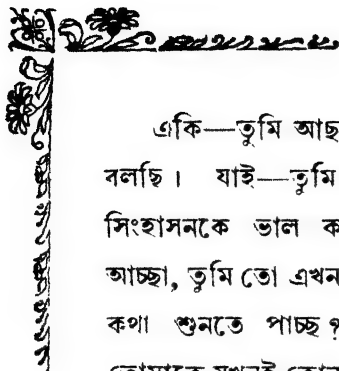 একি—তুমি আছ
বলছি। যাই—তুমি
সিংহাসনকে ভাল ক
আচ্ছা, তুমি তো এখন
কথা শুনতে পাচ্ছ?